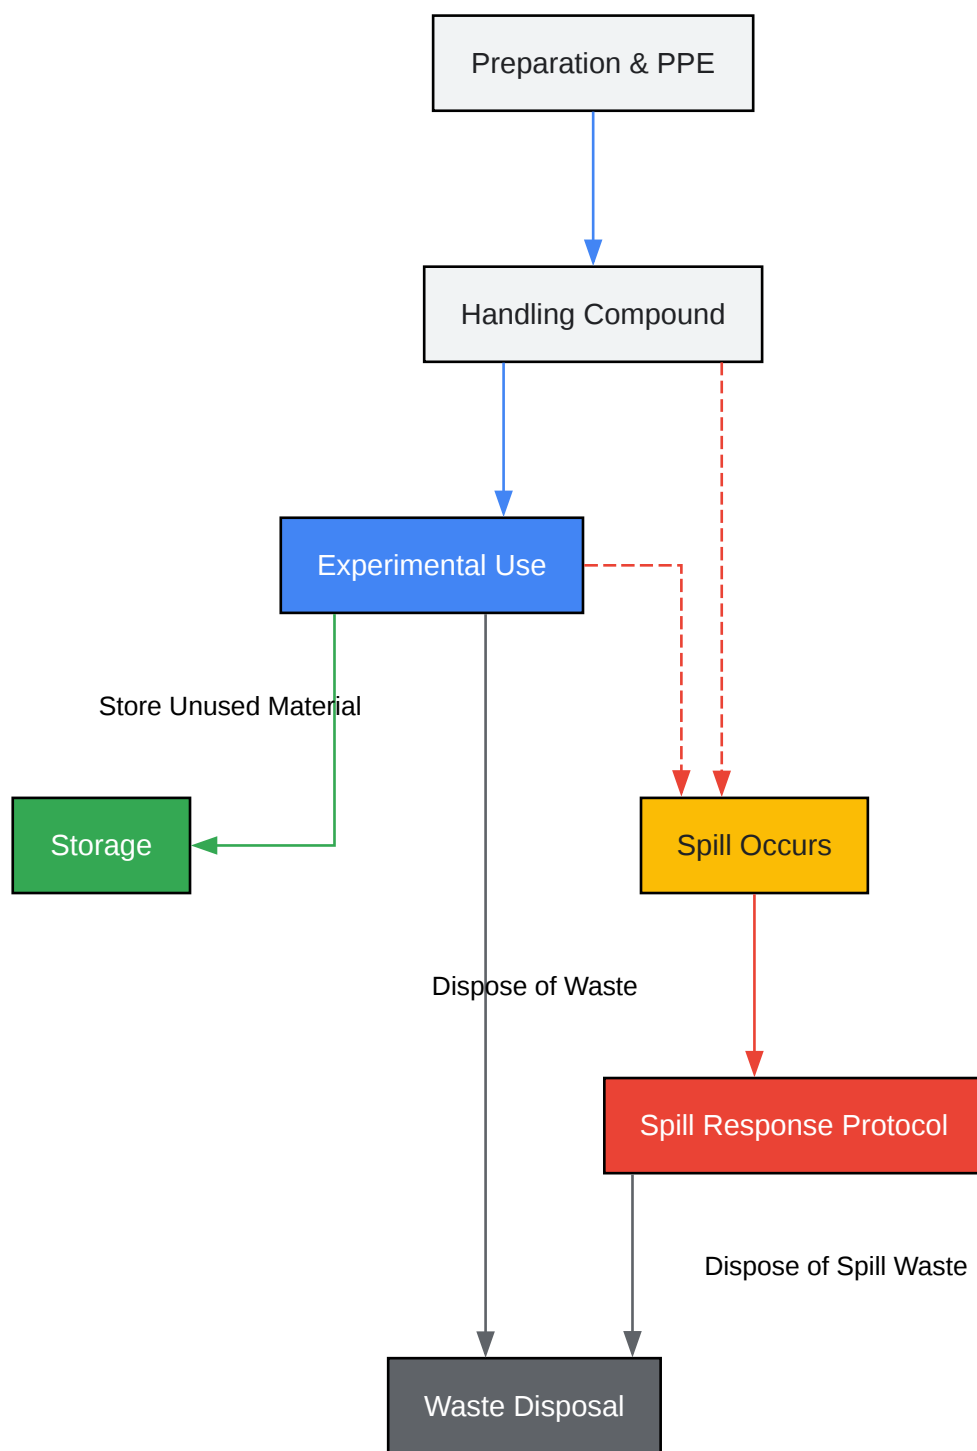 Preparation & PPE
Handling Compound
Experimental Use
Store Unused Material
Storage
Spill Occurs
Dispose of Waste
Spill Response Protocol
Dispose of Spill Waste
Waste Disposal